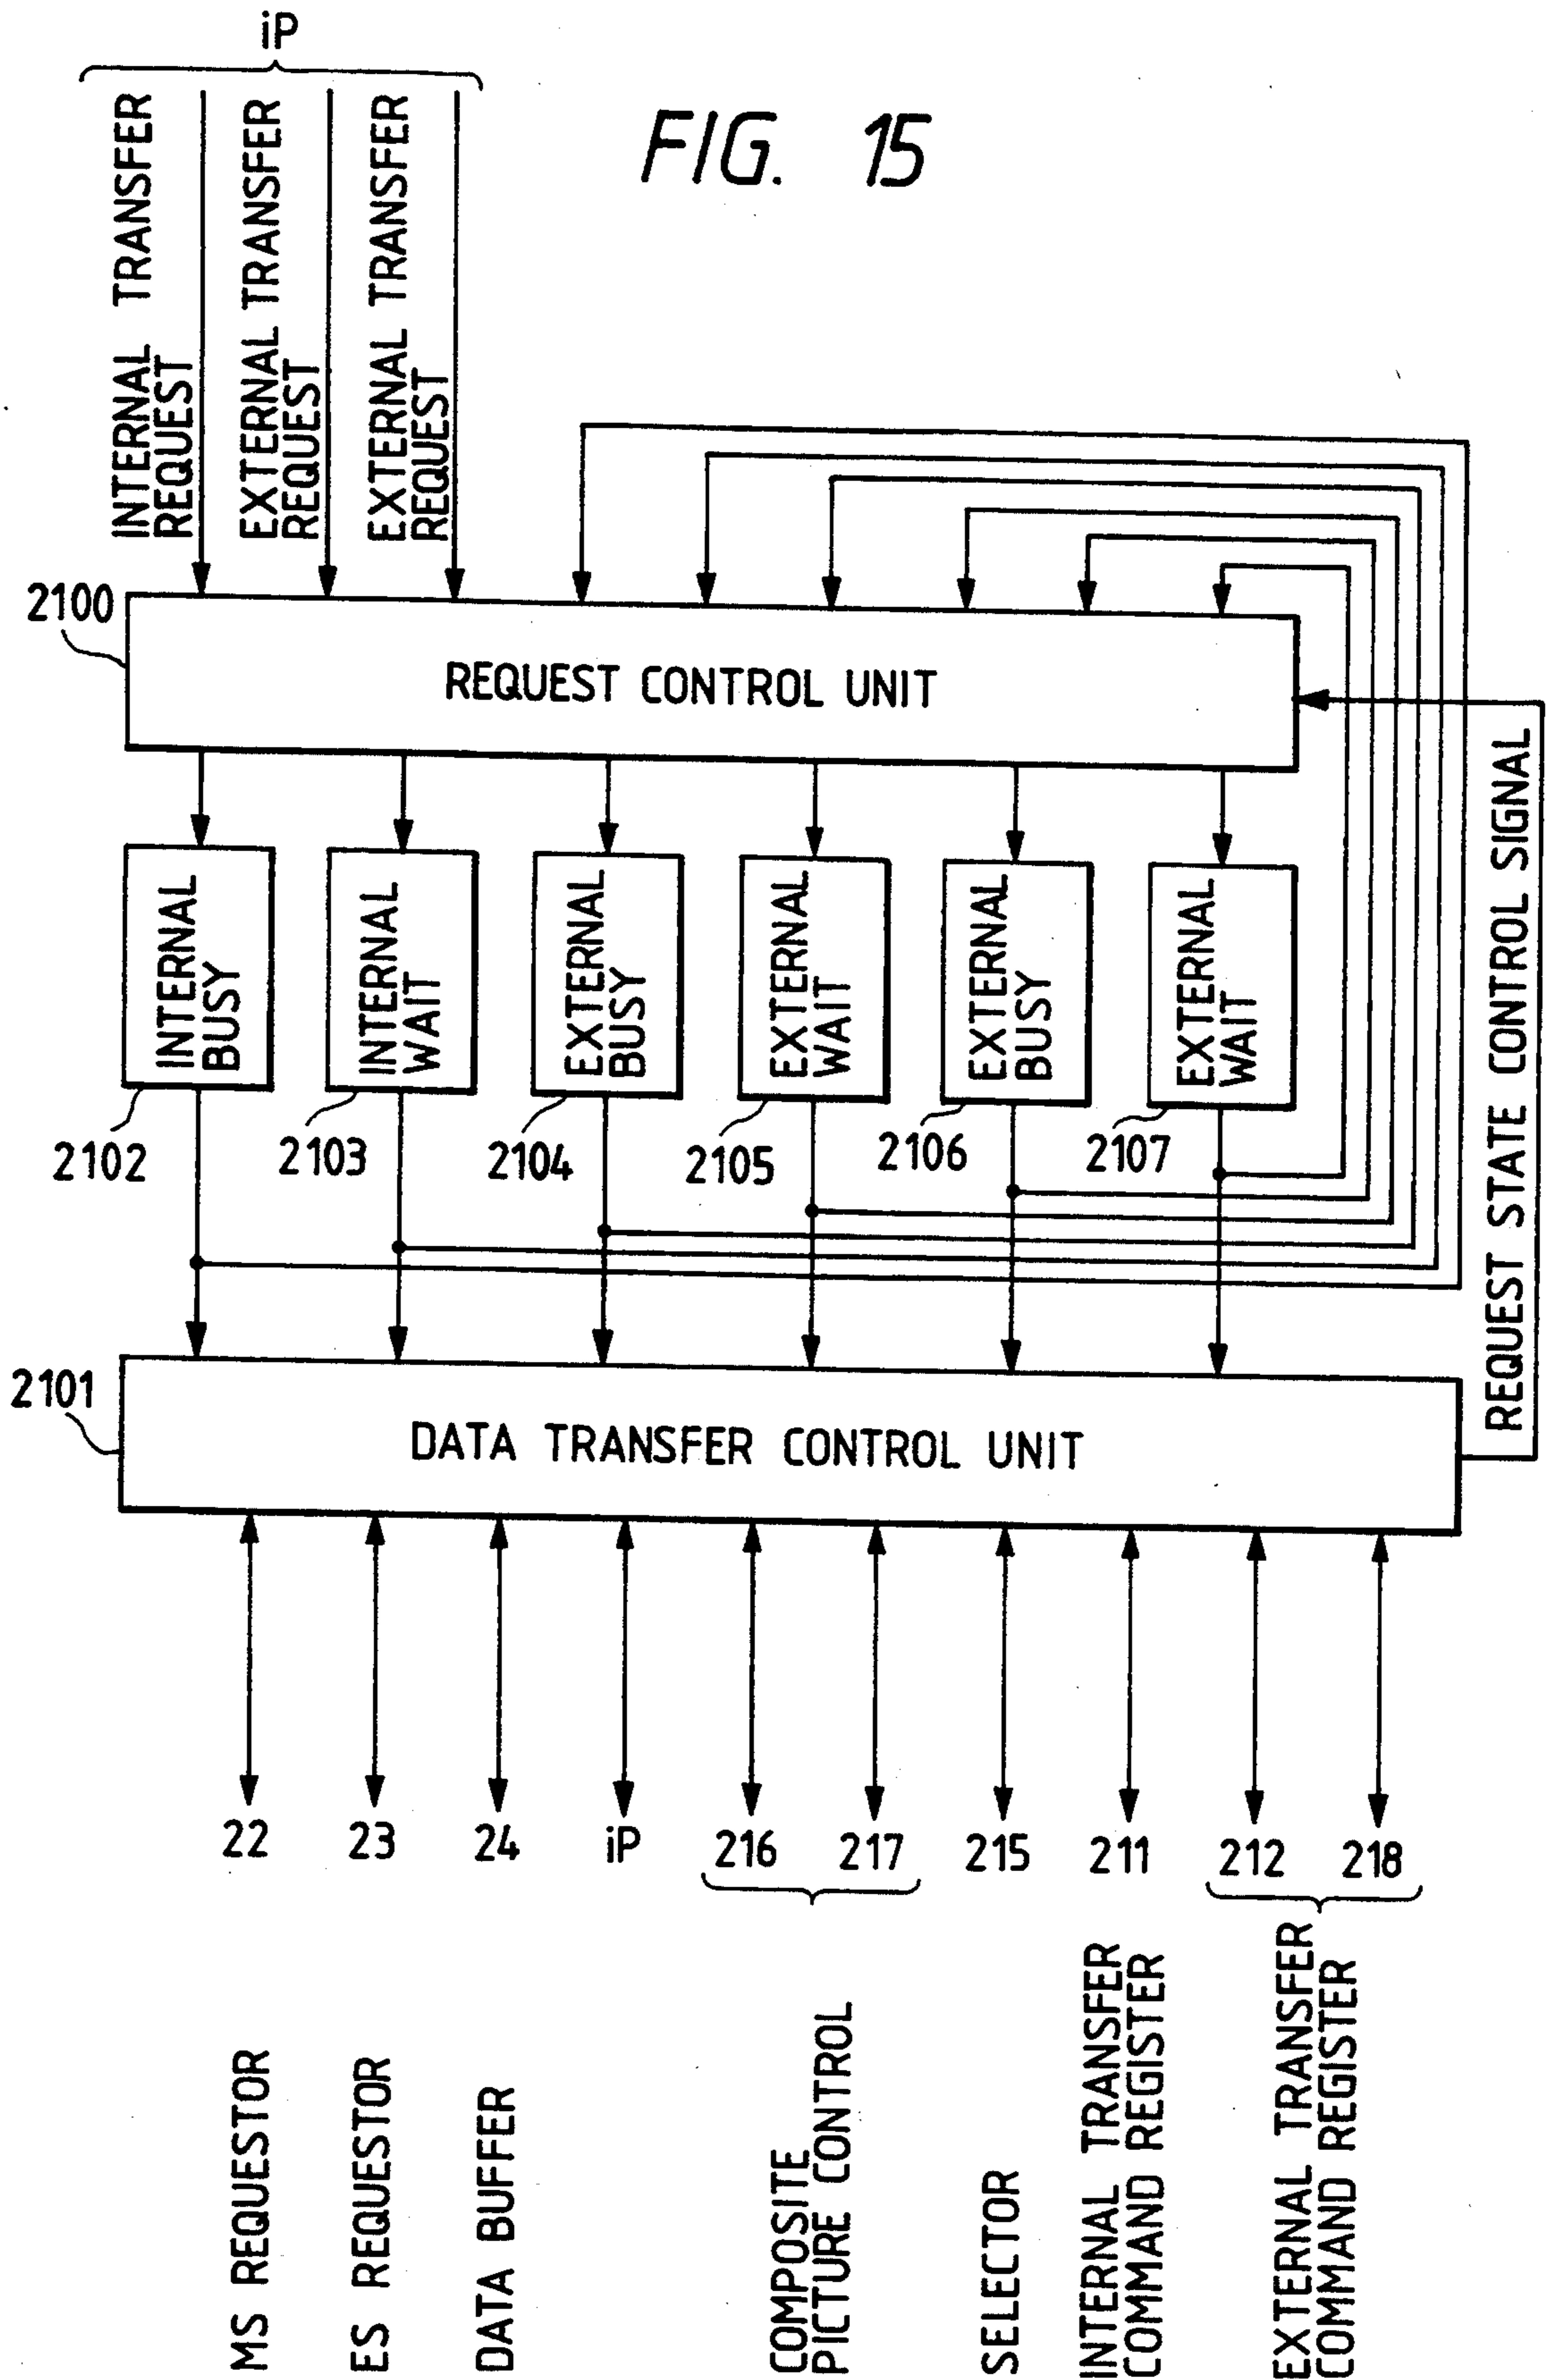 iP
FIG. 15
INTERNAL TRANSFER
REQUEST
EXTERNAL TRANSFER
REQUEST
EXTERNAL TRANSFER
REQUEST
2100
REQUEST CONTROL UNIT
INTERNAL
BUSY
INTERNAL
WAIT
EXTERNAL
BUSY
EXTERNAL
WAIT
EXTERNAL
BUSY
EXTERNAL
WAIT
2102
2103
2104
2105
2106
2107
REQUEST STATE CONTROL SIGNAL
2101
DATA TRANSFER CONTROL UNIT
22
23
24
iP
216
217
215
211
212
218
MS REQUESTOR
ES REQUESTOR
DATA BUFFER
COMPOSITE
PICTURE CONTROL
SELECTOR
INTERNAL TRANSFER
COMMAND REGISTER
EXTERNAL TRANSFER
COMMAND REGISTER